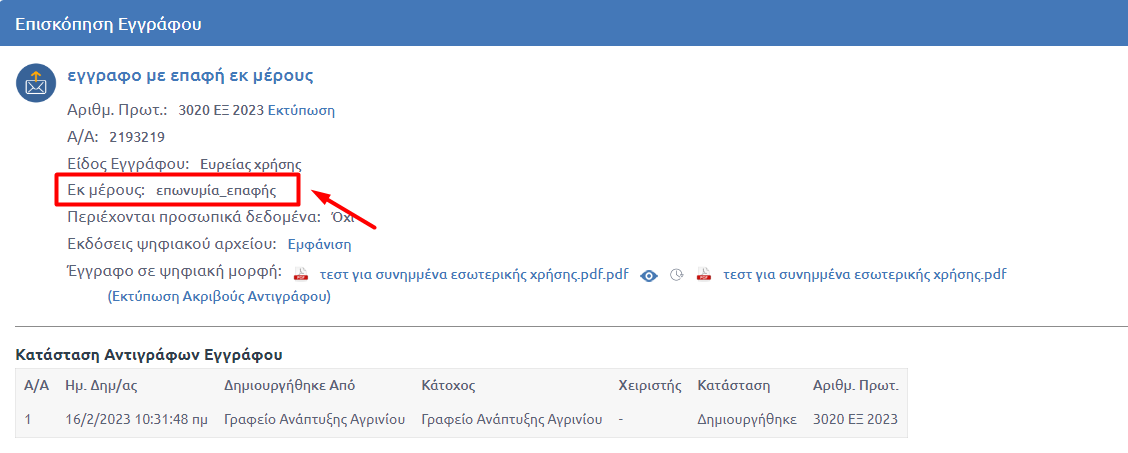 Επισκόπηση Εγγράφου
εγγραφο με επαφή εκ μέρους
Αριθμ. Πρωτ.: 3020 ΕΞ 2023 Εκτύπωση
Α/Α: 2193219
Είδος Εγγράφου: Ευρείας χρήσης
Εκ μέρους: επωνυμία_επαφής
Περιέχονται προσωπικά δεδομένα: Όχι
Εκδόσεις ψηφιακού αρχείου: Εμφάνιση
Έγγραφο σε ψηφιακή μορφή: PDF τεστ για συνημμένα εσωτερικής χρήσης.pdf.pdf PDF τεστ για συνημμένα εσωτερικής χρήσης.pdf
(Εκτύπωση Ακριβούς Αντιγράφου)
Κατάσταση Αντιγράφων Εγγράφου
Α/Α Ημ. Δημ/ας Δημιουργήθηκε Από Κάτοχος Χειριστής Κατάσταση Αριθμ. Πρωτ.
1 16/2/2023 10:31:48 πμ Γραφείο Ανάπτυξης Αγρινίου Γραφείο Ανάπτυξης Αγρινίου - Δημιουργήθηκε 3020 ΕΞ 2023